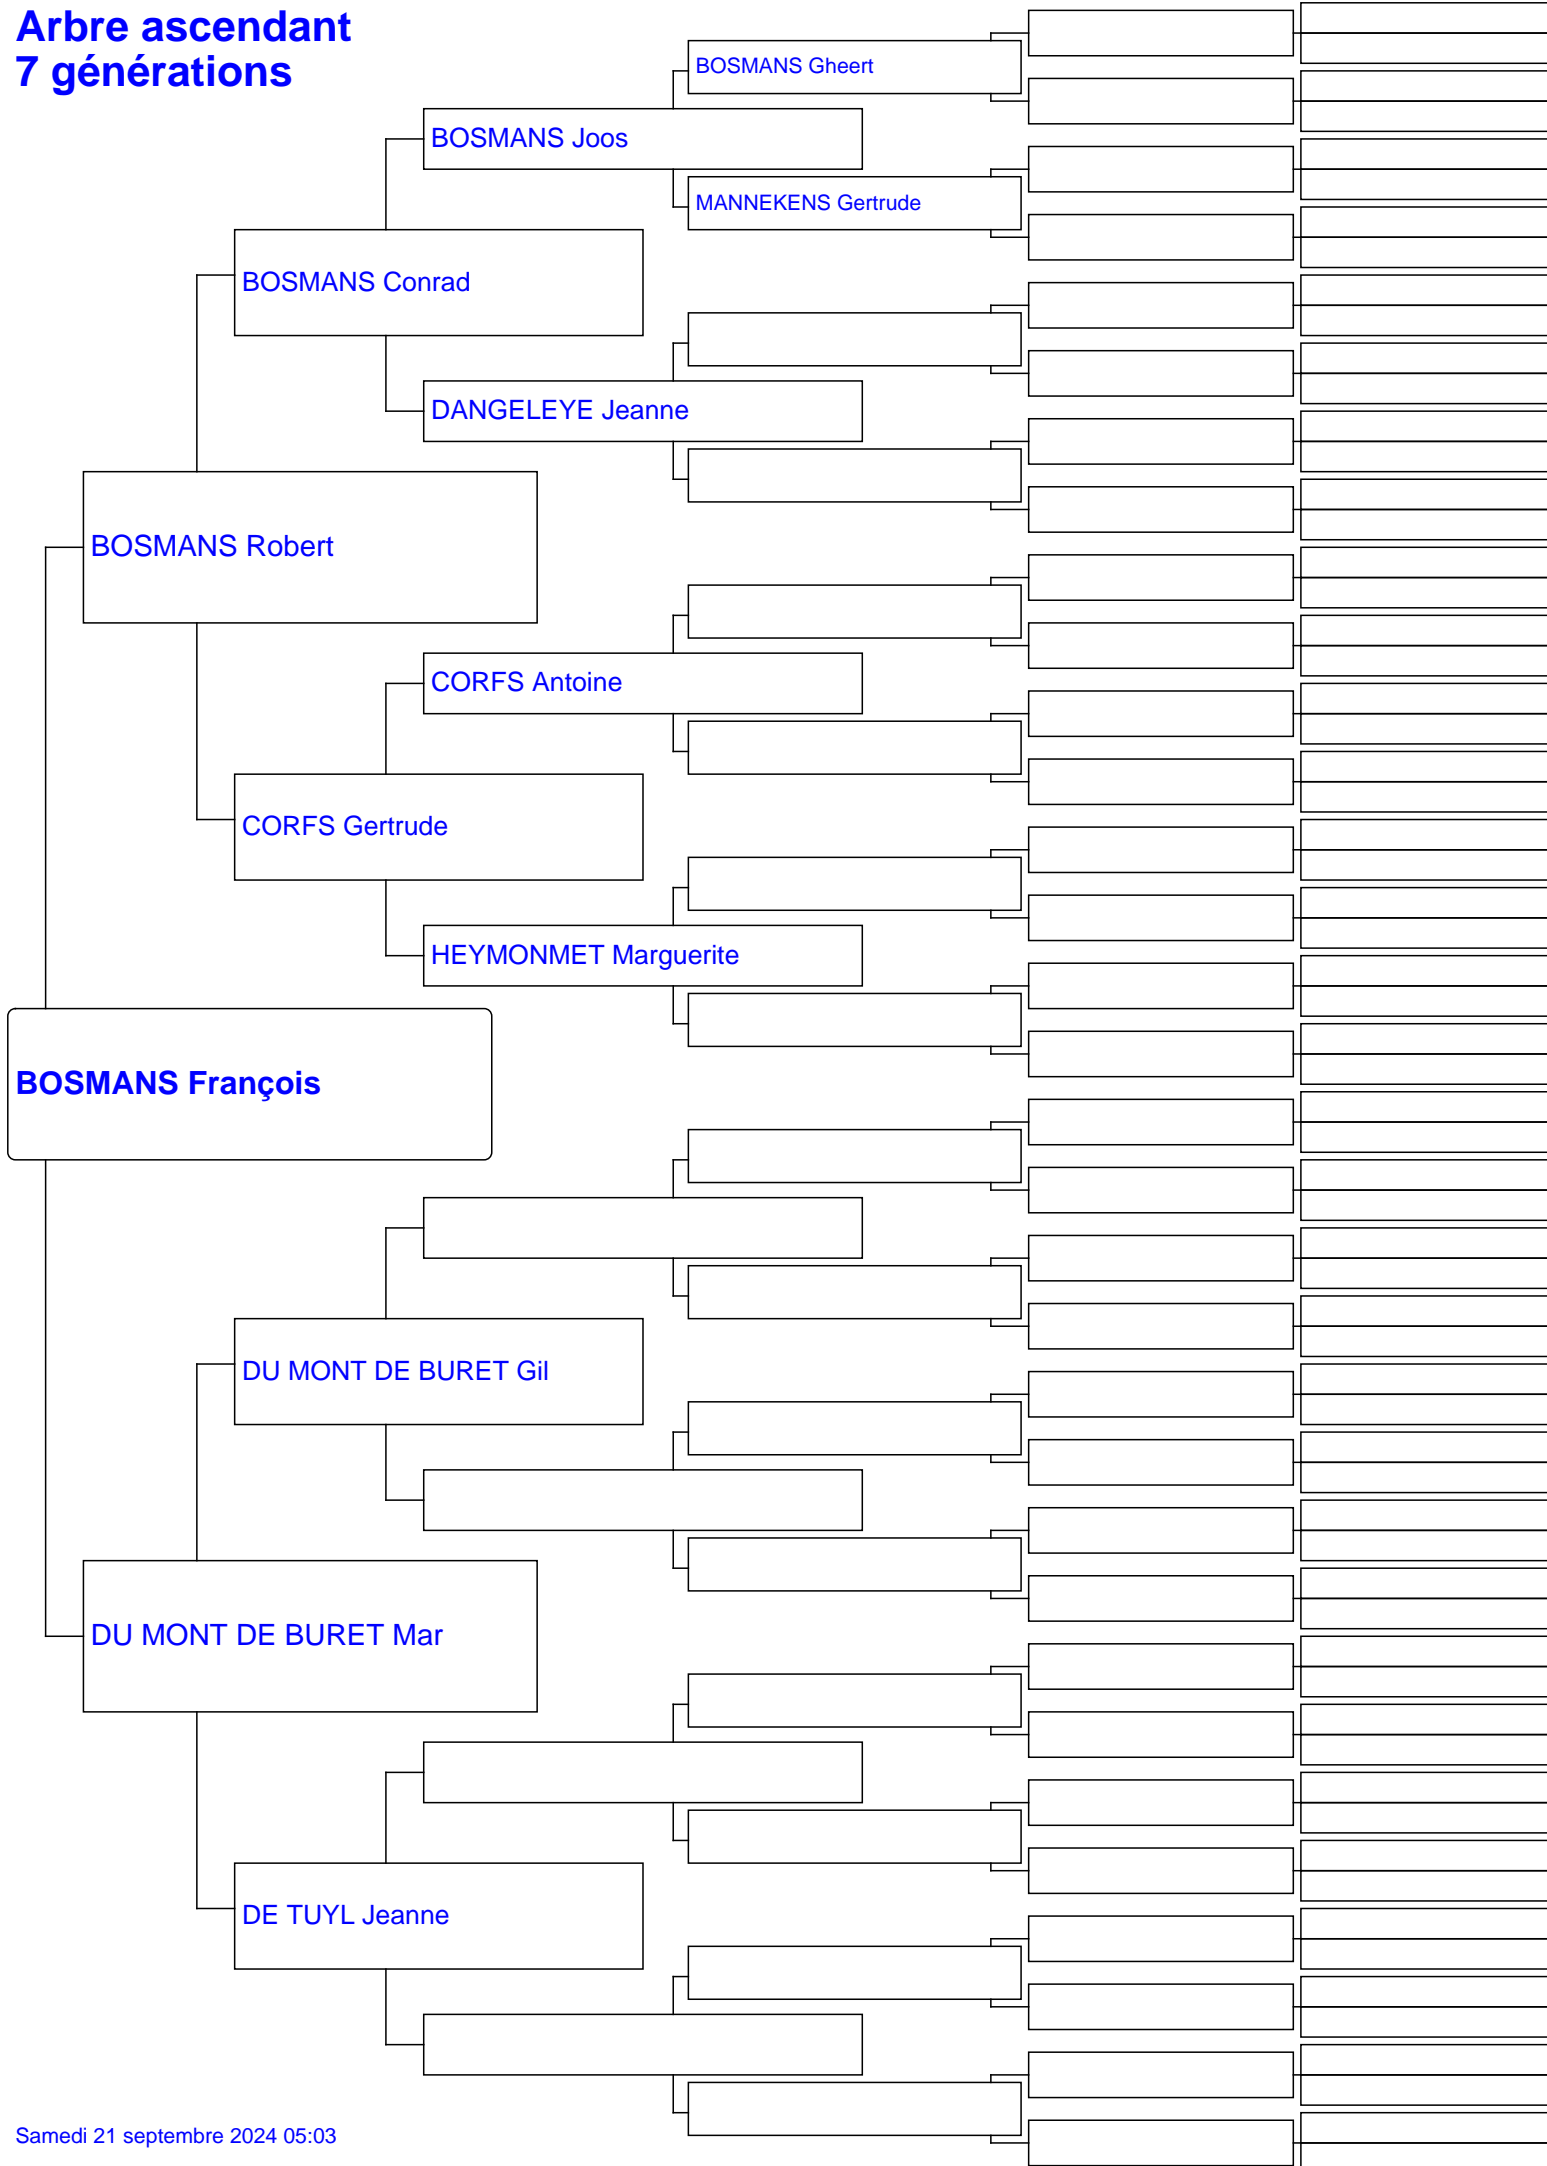 Arbre ascendant
7 générations
BOSMANS Gheert
BOSMANS Joos
MANNEKENS Gertrude
BOSMANS Conrad
DANGELEYE Jeanne
BOSMANS Robert
CORFS Antoine
CORFS Gertrude
HEYMONMET Marguerite
BOSMANS François
DU MONT DE BURET Gil
DU MONT DE BURET Mar
DE TUYL Jeanne
Samedi 21 septembre 2024 05:03